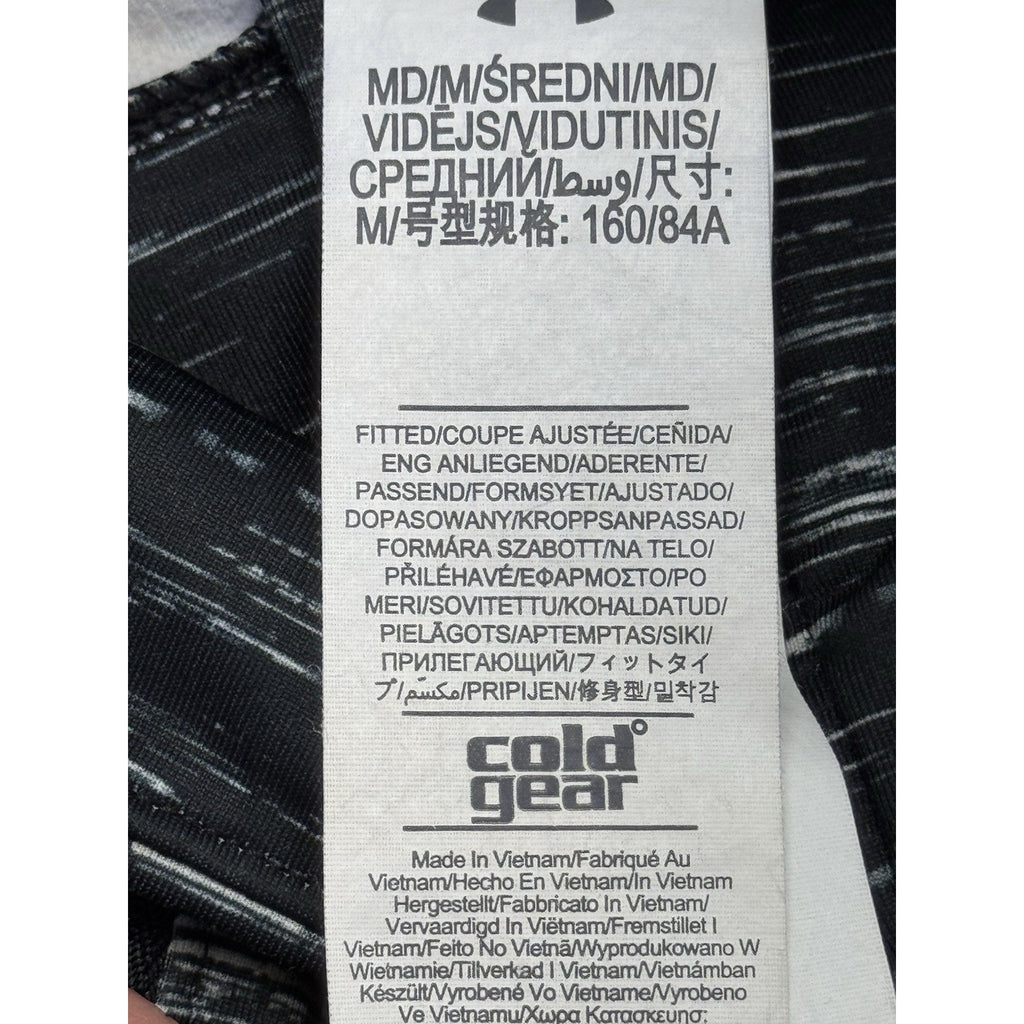 MD/M/ŚREDNI/MD/
VIDĒJS/VIDUTINIS/
СРЕДНИЙ/وسط/尺寸:
M/号型规格: 160/84A
FITTED/COUPE AJUSTÉE/CEÑIDA/
ENG ANLIEGEND/ADERENTE/
PASSEND/FORMSYET/AJUSTADO/
DOPASOWANY/KROPPSANPASSAD/
FORMÁRA SZABOTT/NA TELO/
PŘILÉHAVÉ/ΕΦΑΡΜΟΣΤΟ/PO
MERI/SOVITETTU/KOHALDATUD/
PIELĀGOTS/APTEMPTAS/SIKI/
ПРИЛЕГАЮЩИЙ/フィットタイ
プ/مكسّم/PRIPIJEN/修身型/밀착감
cold°
gear
Made In Vietnam/Fabriqué Au
Vietnam/Hecho En Vietnam/In Vietnam
Hergestellt/Fabbricato In Vietnam/
Vervaardigd In Viëtnam/Fremstillet I
Vietnam/Feito No Vietnã/Wyprodukowano W
Wietnamie/Tillverkad I Vietnam/Vietnámban
Készült/Vyrobené Vo Vietname/Vyrobeno
Ve Vietnamu/Χωρα Κατασκευησ: